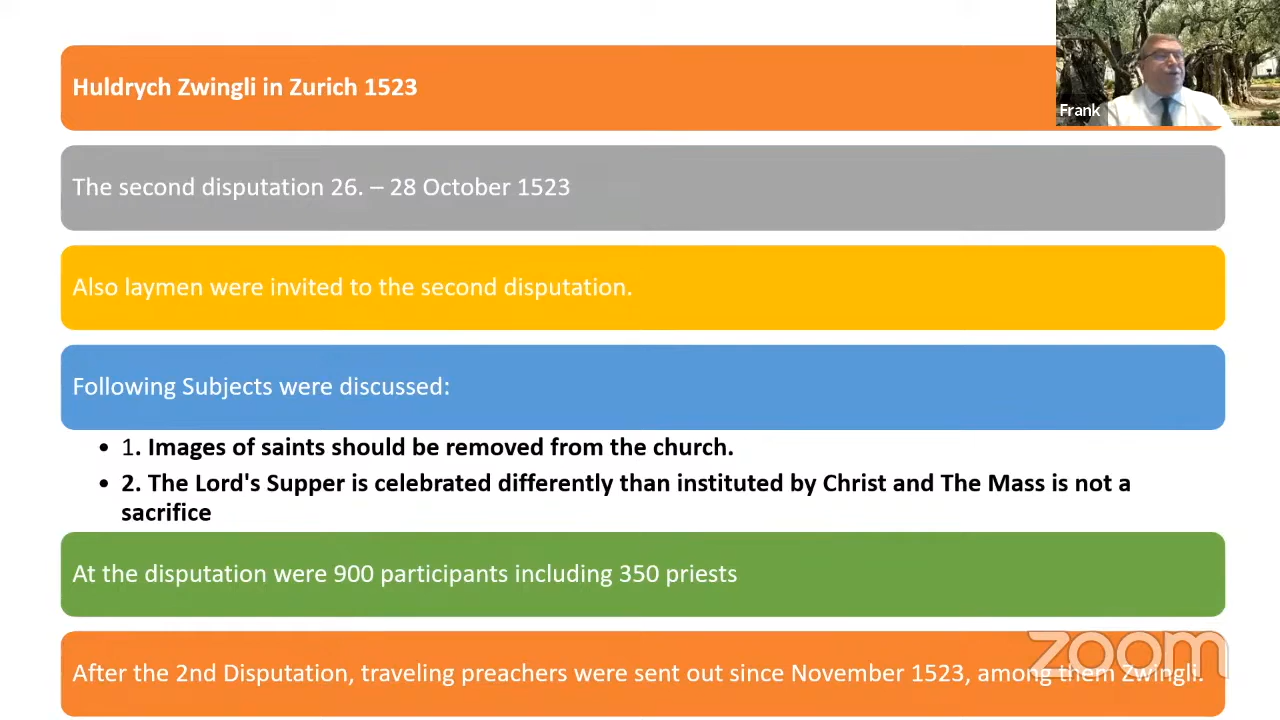 Huldrych Zwingli in Zurich 1523
Frank
The second disputation 26. – 28 October 1523
Also laymen were invited to the second disputation.
Following Subjects were discussed:
• 1. Images of saints should be removed from the church.
• 2. The Lord's Supper is celebrated differently than instituted by Christ and The Mass is not a
sacrifice
At the disputation were 900 participants including 350 priests
After the 2nd Disputation, traveling preachers were sent out since November 1523, among them Zwingli.
zoom